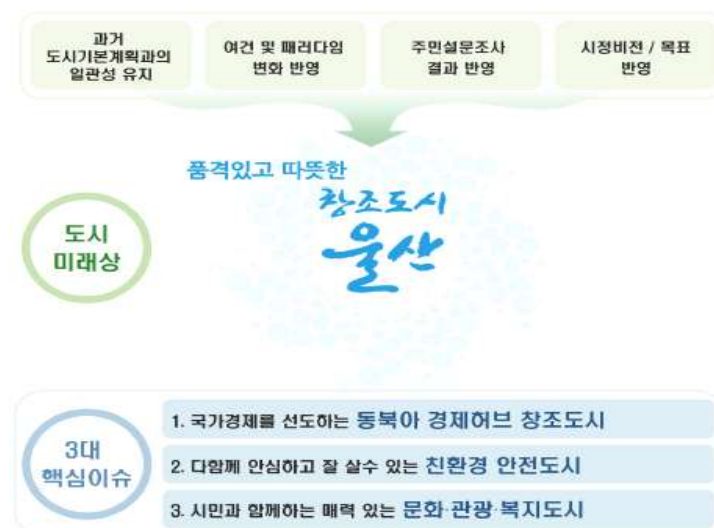 과거
도시기본계획과의
일관성 유지
여건 및 패러다임
변화 반영
주민설문조사
결과 반영
시정비전 / 목표
반영
품격있고 따뜻한
창조도시
울산
도시
미래상
3대
핵심이슈
1. 국가경제를 선도하는 동북아 경제허브 창조도시
2. 다함께 안심하고 잘 살수 있는 친환경 안전도시
3. 시민과 함께하는 매력 있는 문화·관광·복지도시